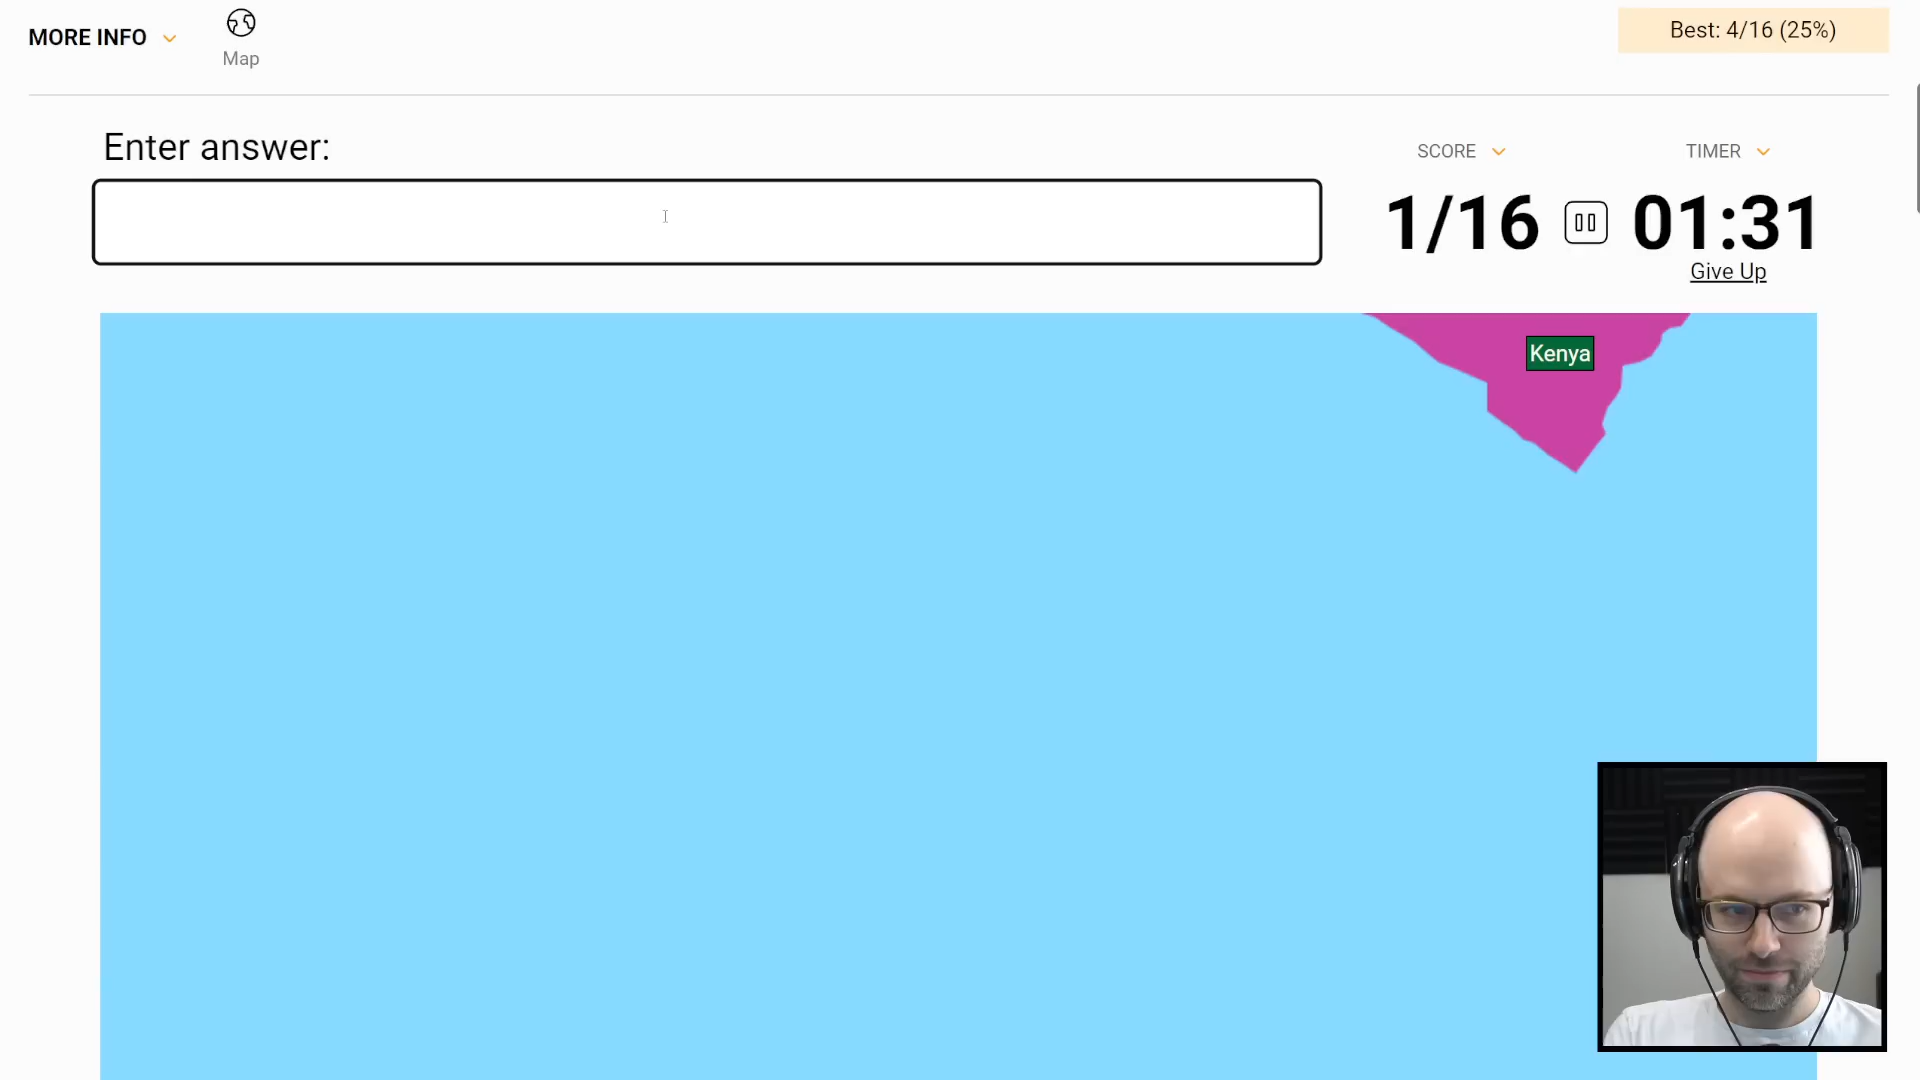 MORE INFO
Map
Best: 4/16 (25%)
Enter answer:
SCORE
TIMER
1/16
01:31
Give Up
Kenya